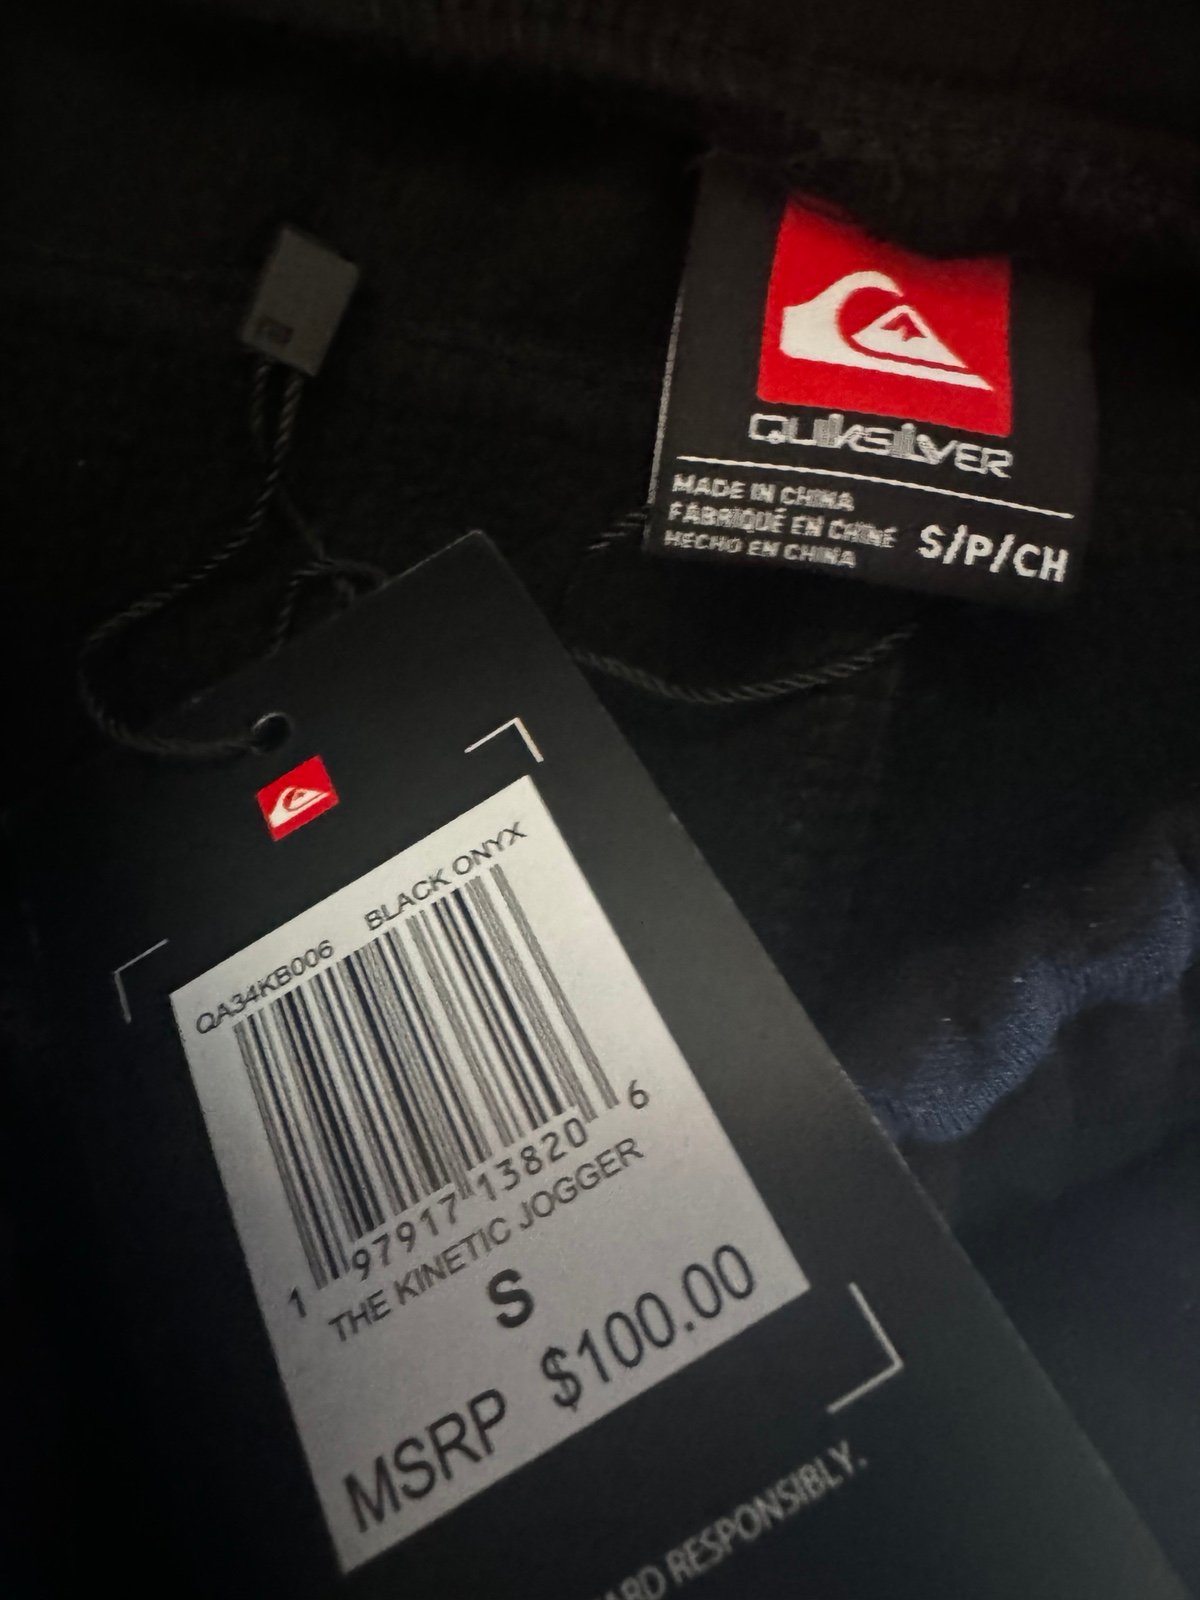 QUIKSILVER
MADE IN CHINA
FABRIQUÉ EN CHINE
HECHO EN CHINA
S/P/CH
QA34KB006 BLACK ONYX
1 97917 13820 6
THE KINETIC JOGGER
S
MSRP $100.00
RESPONSIBLY.